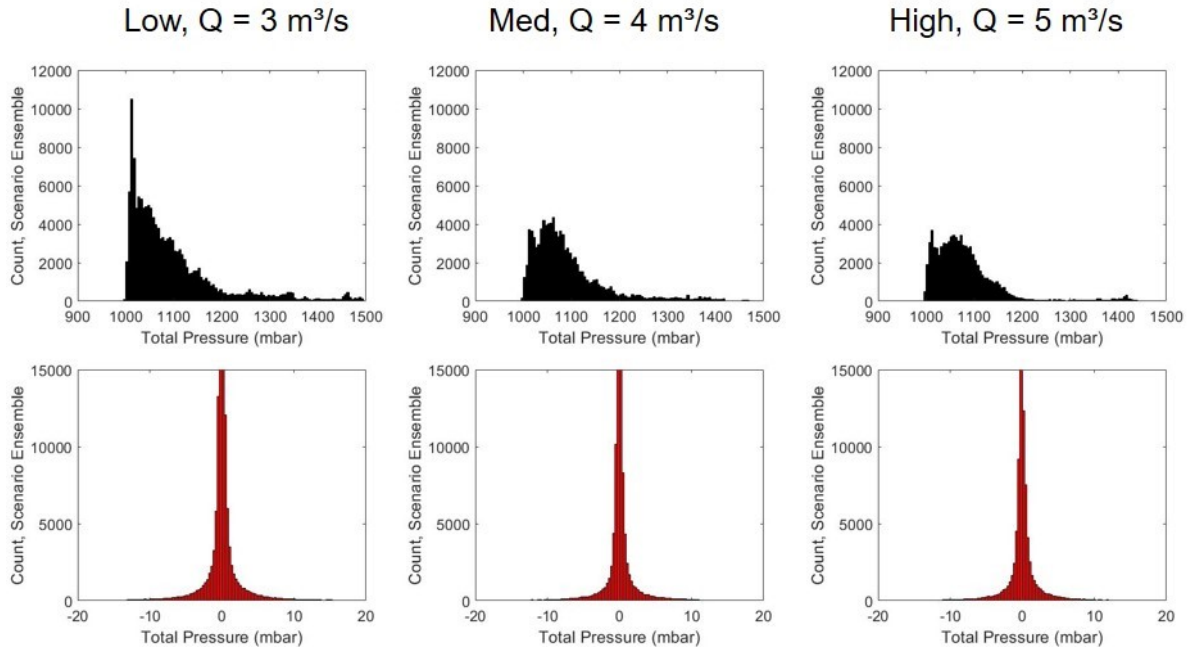 Low, Q = 3 m³/s
Med, Q = 4 m³/s
High, Q = 5 m³/s
Count, Scenario Ensemble
12000
10000
8000
6000
4000
2000
0
900 1000 1100 1200 1300 1400 1500
Total Pressure (mbar)
Count, Scenario Ensemble
12000
10000
8000
6000
4000
2000
0
900 1000 1100 1200 1300 1400 1500
Total Pressure (mbar)
Count, Scenario Ensemble
12000
10000
8000
6000
4000
2000
0
900 1000 1100 1200 1300 1400 1500
Total Pressure (mbar)
Count, Scenario Ensemble
15000
10000
5000
0
-20 -10 0 10 20
Total Pressure (mbar)
Count, Scenario Ensemble
15000
10000
5000
0
-20 -10 0 10 20
Total Pressure (mbar)
Count, Scenario Ensemble
15000
10000
5000
0
-20 -10 0 10 20
Total Pressure (mbar)